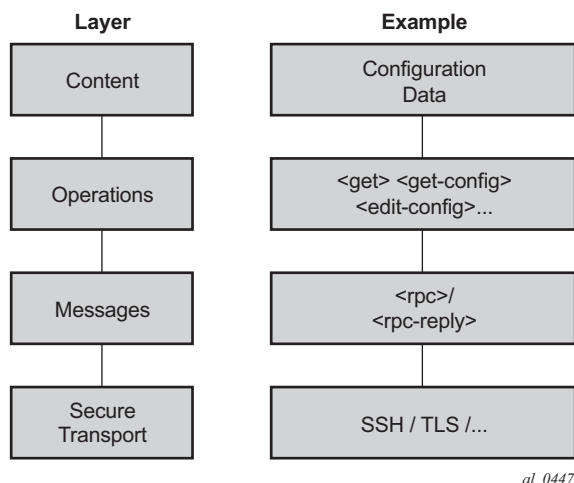 Layer Example
Content
Configuration
Data
Operations
<get> <get-config>
<edit-config>...
Messages
<rpc>/
<rpc-reply>
Secure
Transport
SSH / TLS /...
al_0447